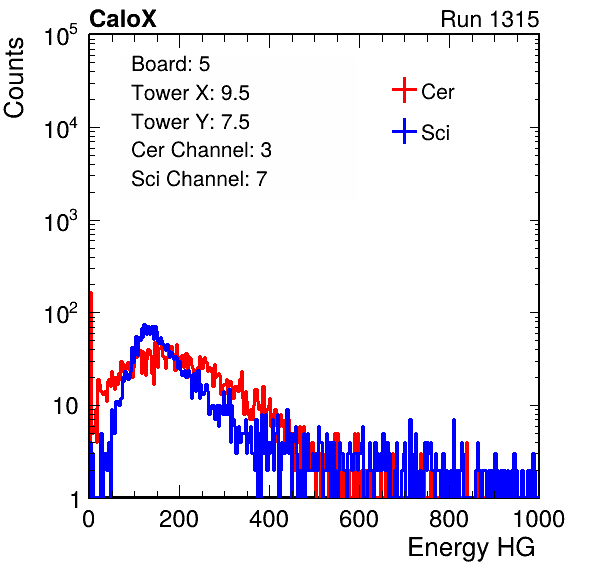 CaloX Run 1315
Counts
10^5
10^4
10^3
10^2
10
1
Board: 5
Tower X: 9.5
Tower Y: 7.5
Cer Channel: 3
Sci Channel: 7
Cer
Sci
0 200 400 600 800 1000
Energy HG